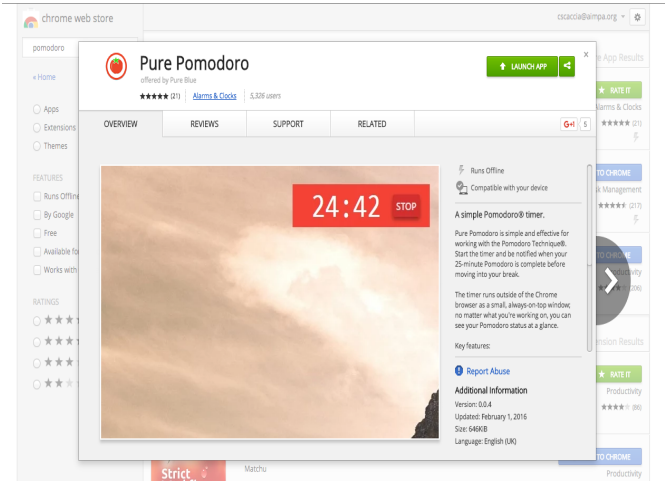 chrome web store
cscaccia@aimpa.org
pomodoro
« Home
Apps
Extensions
Themes
FEATURES
Runs Offline
By Google
Free
Available for
Works with
RATINGS
Pure Pomodoro
offered by Pure Blue
(21)
Alarms & Clocks
5,326 users
LAUNCH APP
×
OVERVIEW
REVIEWS
SUPPORT
RELATED
G+1
5
24:42
STOP
Runs Offline
Compatible with your device
A simple Pomodoro® timer.
Pure Pomodoro is simple and effective for
working with the Pomodoro Technique®.
Start the timer and be notified when your
25-minute Pomodoro is complete before
moving into your break.
The timer runs outside of the Chrome
browser as a small, always-on-top window;
no matter what you're working on, you can
see your Pomodoro status at a glance.
Key features:
Report Abuse
Additional Information
Version: 0.0.4
Updated: February 1, 2016
Size: 646KiB
Language: English (UK)
App Results
RATE IT
Alarms & Clocks
(21)
TO CHROME
Management
(217)
TO CHROME
(206)
Results
RATE IT
Productivity
(66)
TO CHROME
Productivity
Strict
Matchu